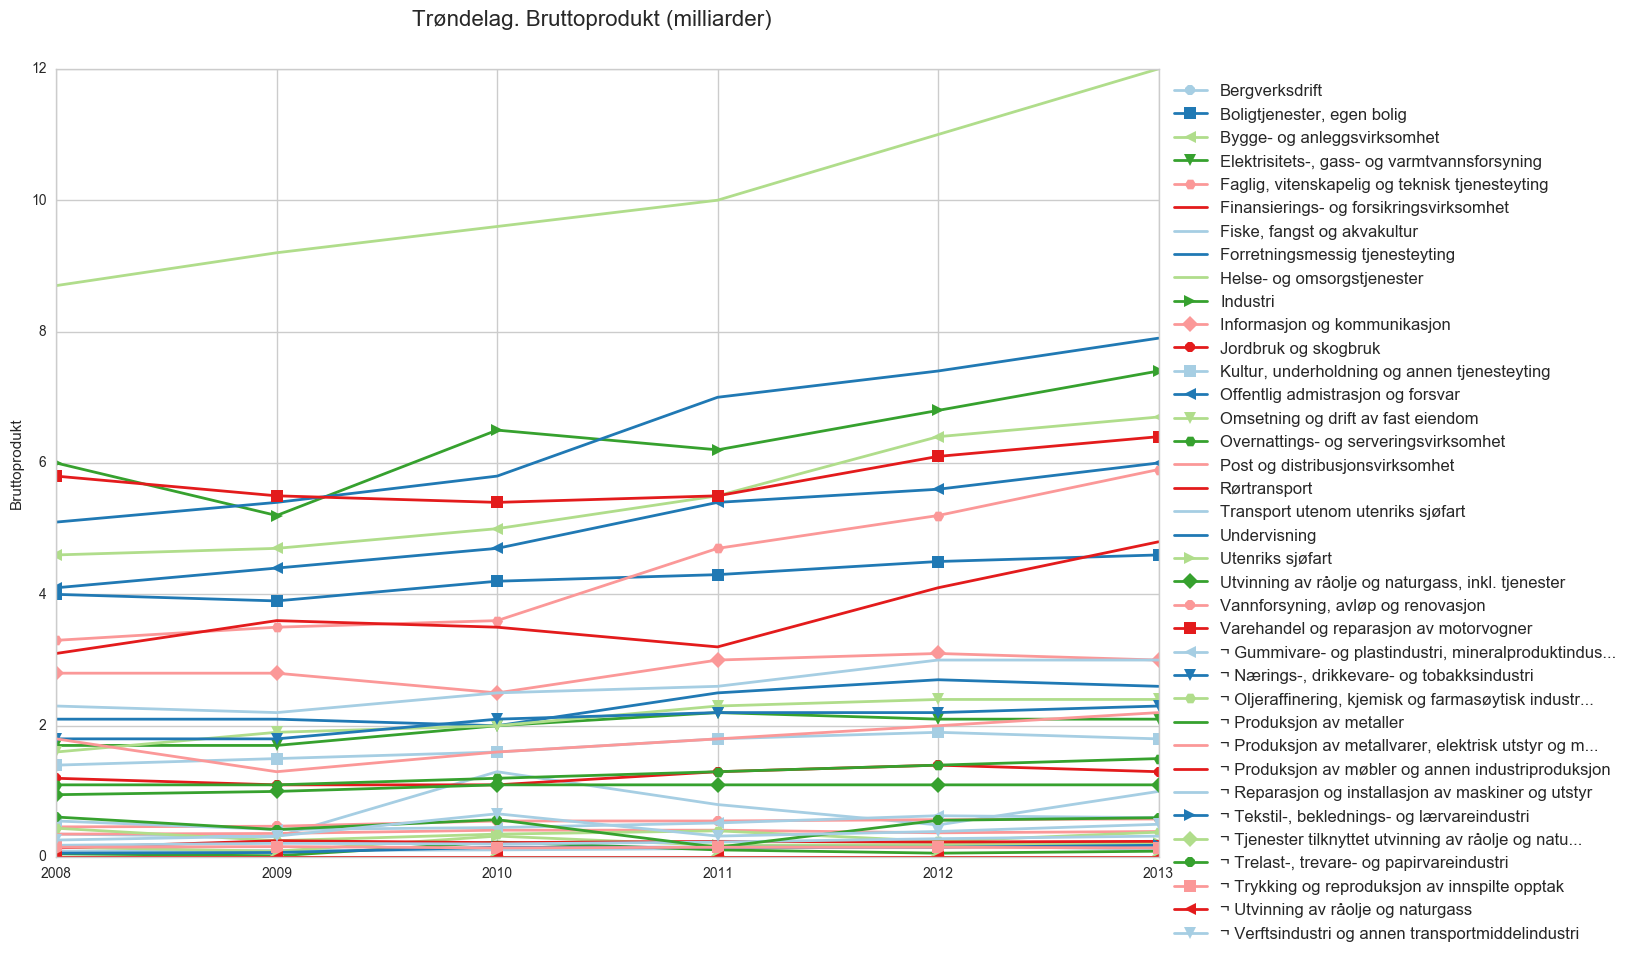 Trøndelag. Bruttoprodukt (milliarder)
12
10
8
6
4
2
0
Bruttoprodukt
2008 2009 2010 2011 2012 2013
Bergverksdrift
Boligtjenester, egen bolig
Bygge- og anleggsvirksomhet
Elektrisitets-, gass- og varmtvannsforsyning
Faglig, vitenskapelig og teknisk tjenesteyting
Finansierings- og forsikringsvirksomhet
Fiske, fangst og akvakultur
Forretningsmessig tjenesteyting
Helse- og omsorgstjenester
Industri
Informasjon og kommunikasjon
Jordbruk og skogbruk
Kultur, underholdning og annen tjenesteyting
Offentlig admistrasjon og forsvar
Omsetning og drift av fast eiendom
Overnattings- og serveringsvirksomhet
Post og distribusjonsvirksomhet
Rørtransport
Transport utenom utenriks sjøfart
Undervisning
Utenriks sjøfart
Utvinning av råolje og naturgass, inkl. tjenester
Vannforsyning, avløp og renovasjon
Varehandel og reparasjon av motorvogner
¬ Gummivare- og plastindustri, mineralproduktindus...
¬ Nærings-, drikkevare- og tobakksindustri
¬ Oljeraffinering, kjemisk og farmasøytisk industr...
¬ Produksjon av metaller
¬ Produksjon av metallvarer, elektrisk utstyr og m...
¬ Produksjon av møbler og annen industriproduksjon
¬ Reparasjon og installasjon av maskiner og utstyr
¬ Tekstil-, beklednings- og lærvareindustri
¬ Tjenester tilknyttet utvinning av råolje og natu...
¬ Trelast-, trevare- og papirvareindustri
¬ Trykking og reproduksjon av innspilte opptak
¬ Utvinning av råolje og naturgass
¬ Verftsindustri og annen transportmiddelindustri